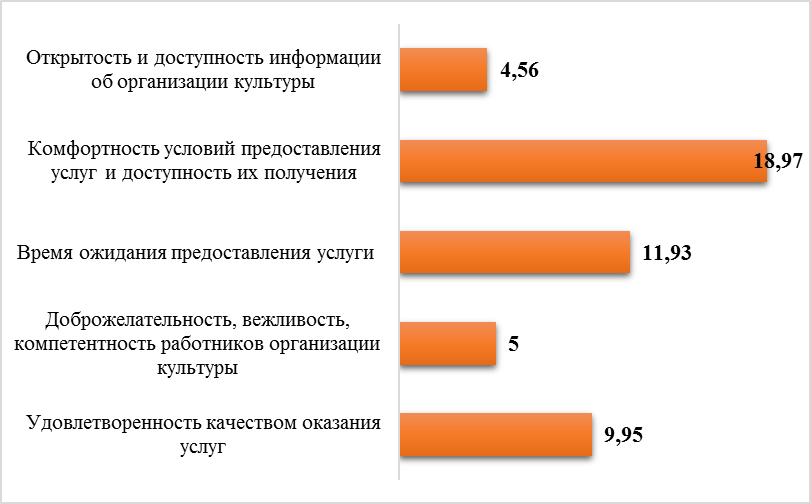 Открытость и доступность информации
об организации культуры
4,56
Комфортность условий предоставления
услуг и доступность их получения
18,97
Время ожидания предоставления услуги
11,93
Доброжелательность, вежливость,
компетентность работников организации
культуры
5
Удовлетворенность качеством оказания
услуг
9,95